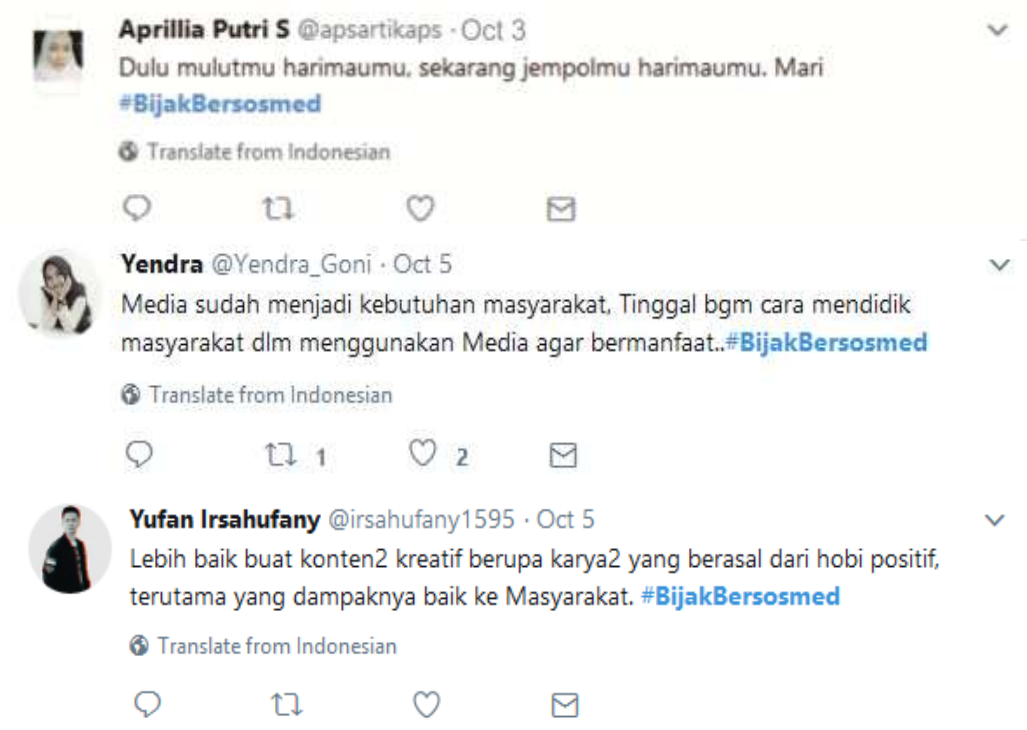 Aprillia Putri S @apsartikaps · Oct 3
Dulu mulutmu harimaumu, sekarang jempolmu harimaumu. Mari
#BijakBersosmed
Translate from Indonesian
Yendra @Yendra_Goni · Oct 5
Media sudah menjadi kebutuhan masyarakat, Tinggal bgm cara mendidik
masyarakat dlm menggunakan Media agar bermanfaat..#BijakBersosmed
Translate from Indonesian
1 2
Yufan Irsahufany @irsahufany1595 · Oct 5
Lebih baik buat konten2 kreatif berupa karya2 yang berasal dari hobi positif,
terutama yang dampaknya baik ke Masyarakat. #BijakBersosmed
Translate from Indonesian